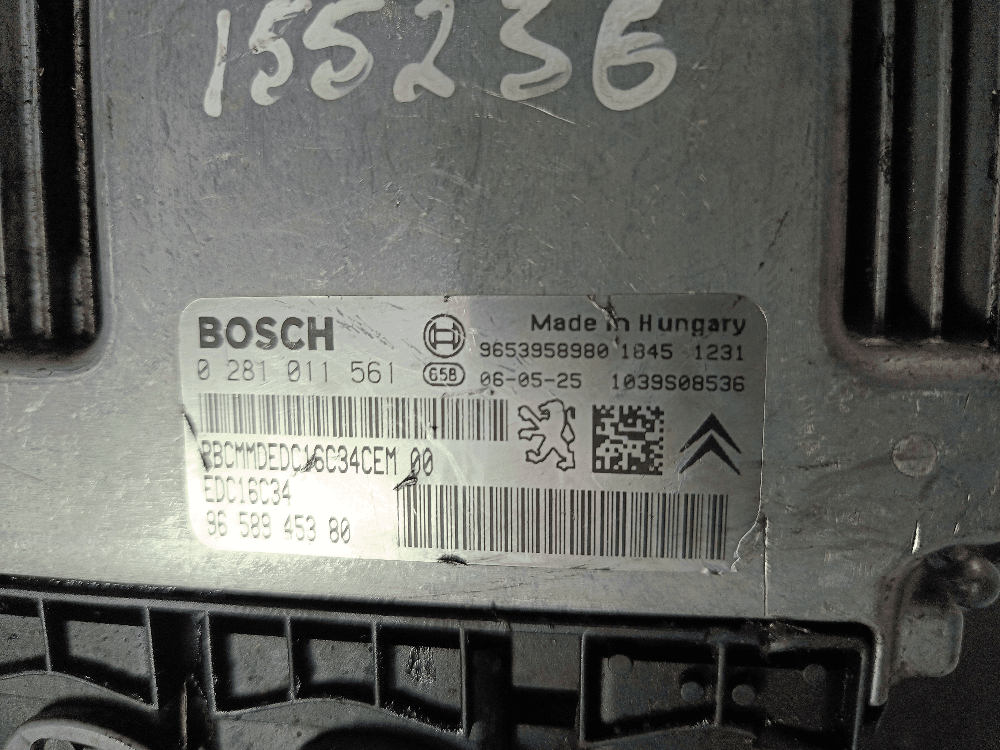 155236
BOSCH
Made in Hungary
9653958980 1845 1231
0 281 011 561
G5B
06-05-25 1039S08536
RBCMMDEDC16C34CEM 00
EDC16C34
96 589 453 80